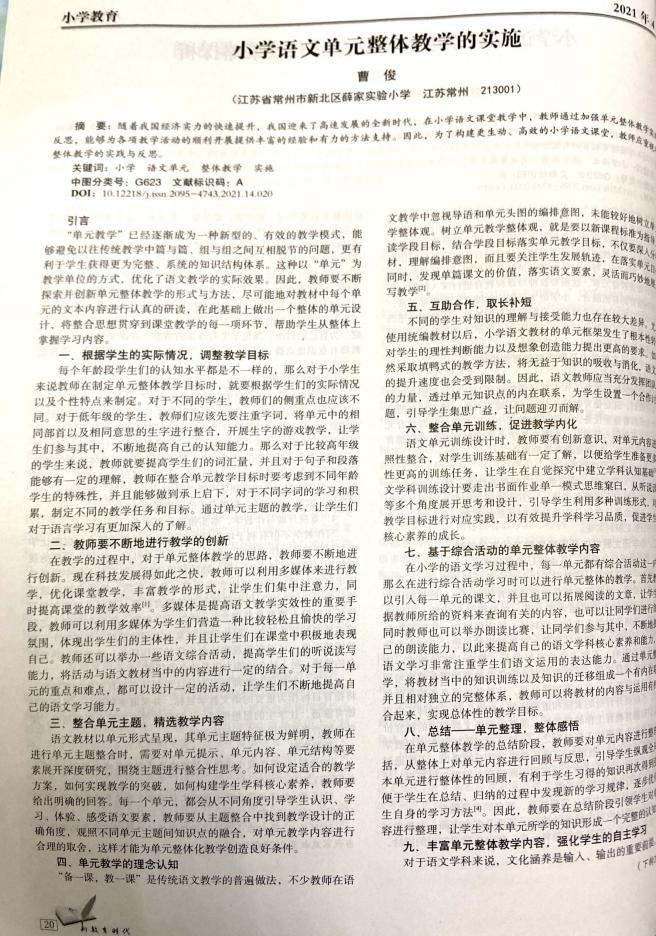 小学教育
2021 年
小学语文单元整体教学的实施
曹 俊
（江苏省常州市新北区薛家实验小学 江苏常州 213001）
摘 要：随着我国经济实力的快速提升，我国迎来了高速发展的全新时代，在小学语文课堂教学中，教师通过加强单元整体教学
反思，能够为各项教学活动的顺利开展提供丰富的经验和有力的方法支持。因此，为了构建更生动、高效的小学语文课堂，教师应重视
整体教学的实践与反思。
关键词：小学 语文单元 整体教学 实施
中图分类号：G623 文献标识码：A
DOI：10.12218/j.issn.2095-4743.2021.14.020
引言
“单元教学”已经逐渐成为一种新型的、有效的教学模式，能
够避免以往传统教学中篇与篇、组与组之间互相脱节的问题，更有
利于学生获得更为完整、系统的知识结构体系。这种以“单元”为
教学单位的方式，优化了语文教学的实际效果。因此，教师要不断
探索并创新单元整体教学的形式与方法，尽可能地对教材中每个单
元的文本内容进行认真的研读，在此基础上做出一个整体的单元设
计，将整合思想贯穿到课堂教学的每一项环节，帮助学生从整体上
掌握学习内容。
一、根据学生的实际情况，调整教学目标
每个年龄段学生们的认知水平都是不一样的，那么对于小学生
来说教师在制定单元整体教学目标时，就要根据学生们的实际情况
以及个性特点来制定。对于不同的学生，教师们的侧重点也应该不
同。对于低年级的学生，教师们应该先要注重字词，将单元中的相
同部首以及相同意思的生字进行整合，开展生字的游戏教学，让学
生们参与其中，不断地提高自己的认知能力。那么对于比较高年级
的学生来说，教师就要提高学生们的词汇量，并且对于句子和段落
能够有一定的理解，教师在整合单元教学目标时要考虑到不同年龄
学生的特殊性，并且能够做到承上启下，对于不同字词的学习和积
累，制定不同的教学任务和目标。通过单元主题的教学，让学生们
对于语言学习有更加深入的了解。
二、教师要不断地进行教学的创新
在教学的过程中，对于单元整体教学的思路，教师要不断地进
行创新。现在科技发展得如此之快，教师可以利用多媒体来进行教
学，优化课堂教学，丰富教学的形式，让学生们集中注意力，同
时提高课堂的教学效率[1]。多媒体是提高语文教学实效性的重要手
段，教师可以利用多媒体为学生们营造一种比较轻松且愉快的学习
氛围，体现出学生们的主体性，并且让学生们在课堂中积极地表现
自己。教师还可以举办一些语文综合活动，提高学生们的听说读写
能力，将活动与语文教材当中的内容进行一定的结合。对于每一单
元的重点和难点，都可以设计一定的活动，让学生们不断地提高自
己的语文学习能力。
三、整合单元主题，精选教学内容
语文教材以单元形式呈现，其单元主题特征极为鲜明，教师在
进行单元主题整合时，需要对单元提示、单元内容、单元结构等要
素展开深度研究，围绕主题进行整合性思考。如何设定适合的教学
方案，如何实现教学的突破，如何构建学生学科核心素养，教师要
给出明确的回答。每一个单元，都会从不同角度引导学生认识、学
习、体验、感受语文要素，教师要从主题整合中找到教学设计的正
确角度，观照不同单元主题间知识点的融合，对单元教学内容进行
合理的取舍，这样才能为单元整体化教学创造良好条件。
四、单元教学的理念认知
“备一课，教一课”是传统语文教学的普遍做法，不少教师在语
文教学中忽视导语和单元头图的编排意图，未能较好地树立单
学整体观。树立单元教学整体观，就是要以新课程标准为指导
读学段目标，结合学段目标落实单元教学目标，不仅要深入分
材，理解编排意图，而且要关注学生发展轨迹，在落实单元目
同时，发现单篇课文的价值，落实语文要素，灵活而巧妙地
写教学[2]。
五、互助合作，取长补短
不同的学生对知识的理解与接受能力也存在较大差异。尤
使用统编教材以后，小学语文教材的单元框架发生了根本性
对学生的理性判断能力以及想象创造能力提出更高的要求。如
然采取填鸭式的教学方法，将无益于知识的吸收与消化，语文
的提升速度也会受到限制。因此，语文教师应当充分发挥团队
的力量，透过单元知识点的内在联系，为学生设置一个合作
题，引导学生集思广益，让问题迎刃而解。
六、整合单元训练，促进教学内化
语文单元训练设计时，教师要有创新意识，对单元内容进
照性整合，对学生训练基础有一定了解，以便给学生准备更
性更高的训练任务，让学生在自觉探究中建立学科认知基础
文学科训练设计要走出书面作业单一模式思维窠臼，从听说读
等多个角度展开思考和设计，引导学生利用多种训练形式，
教学目标进行对应实践，以有效提升学科学习品质，促进学生
核心素养的成长。
七、基于综合活动的单元整体教学内容
在小学的语文学习过程中，每一单元都有综合活动这一
那么在进行综合活动学习时可以进行单元整体的教学。首先教
以引入每一单元的课文，并且也可以拓展阅读的文章，让学生
据教师所给的资料来查询有关的内容，也可以让同学们进行
同时教师也可以举办朗读比赛，让同学们参与其中，不断地
己的朗读能力，以此来提高自己的语文学科核心素养和能力
语文学习非常注重学生们语文运用的表达能力。通过单元
学，将教材当中的知识训练以及知识的迁移组成一个有内在
并且相对独立的完整体系，教师可以将教材的内容与运用有
合起来，实现总体性的教学目标。
八、总结——单元整理，整体感悟
在单元整体教学的总结阶段，教师要对单元内容进行整
括，从整体上对单元内容进行回顾与反思，引导学生纵观全
本单元进行整体性的回顾，有利于学生习得的知识再次得到
便于学生在总结、归纳的过程中发现新的学习规律，逐步优
生自身的学习方法[4]。因此，教师要在总结阶段引领学生对
容进行整理，让学生对本单元所学的知识形成一个完整的认
九、丰富单元整体教学内容，强化学生的自主学习
对于语文学科来说，文化涵养是输入、输出的重要前提
（下转
20
新教育时代